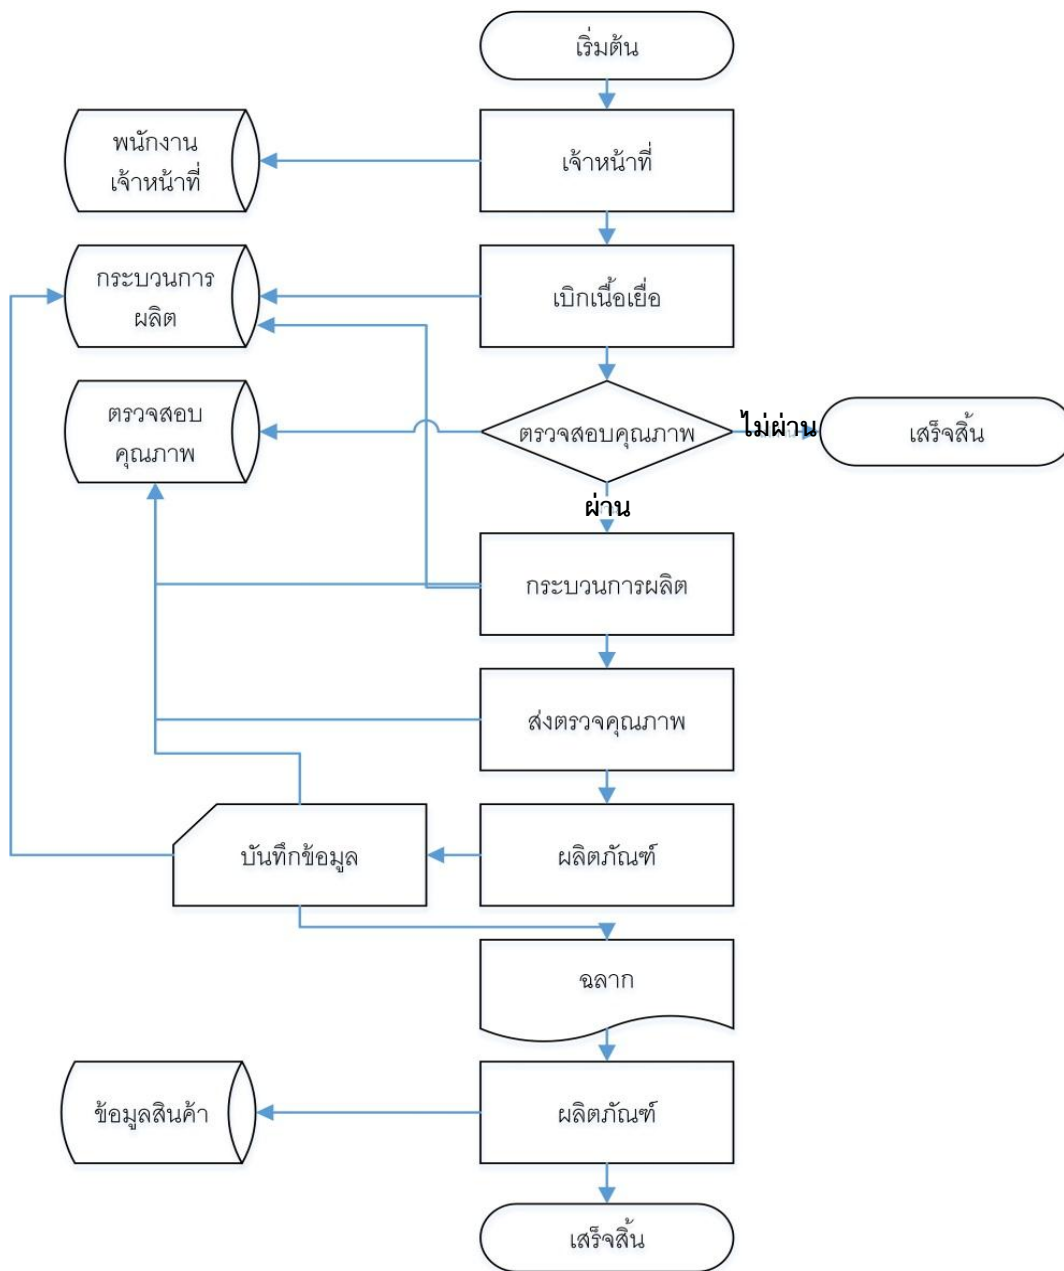 เริ่มต้น
พนักงาน
เจ้าหน้าที่
เจ้าหน้าที่
กระบวนการ
ผลิต
เบิกเนื้อเยื่อ
ตรวจสอบ
คุณภาพ
ตรวจสอบคุณภาพ
ไม่ผ่าน
เสร็จสิ้น
ผ่าน
กระบวนการผลิต
ส่งตรวจคุณภาพ
บันทึกข้อมูล
ผลิตภัณฑ์
ฉลาก
ข้อมูลสินค้า
ผลิตภัณฑ์
เสร็จสิ้น